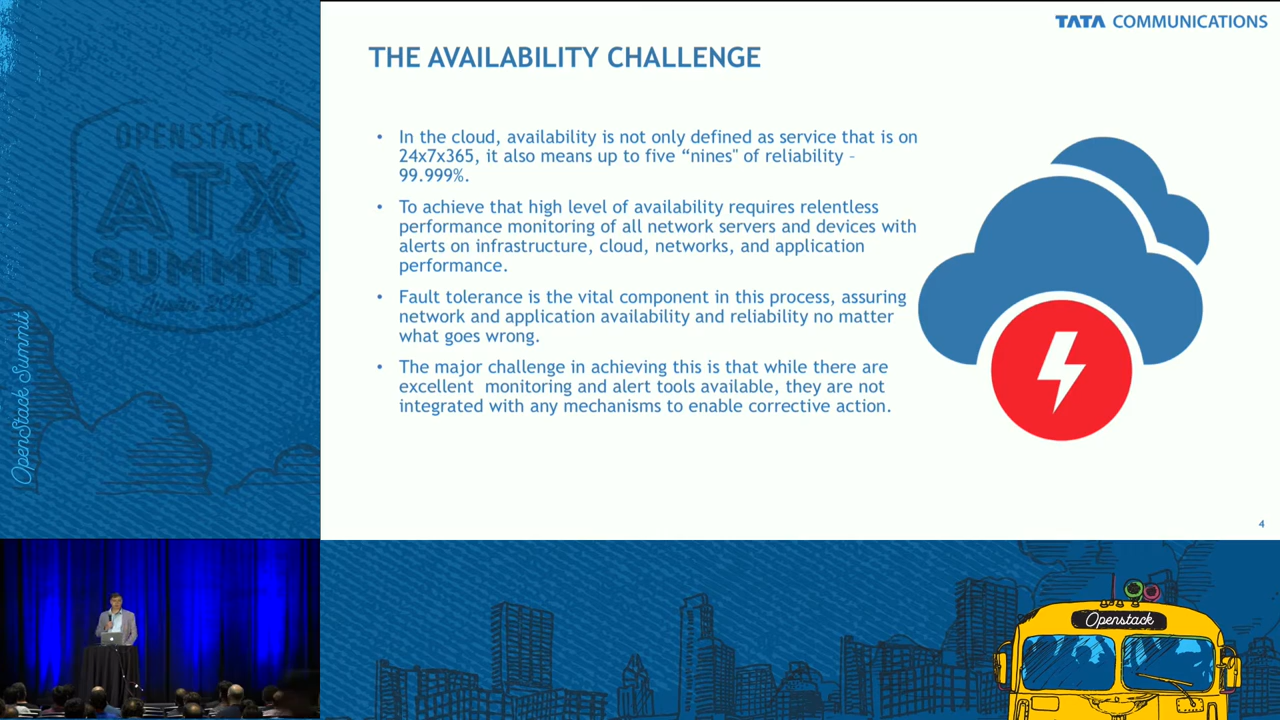 TATA COMMUNICATIONS
THE AVAILABILITY CHALLENGE
• In the cloud, availability is not only defined as service that is on
24x7x365, it also means up to five “nines" of reliability –
99.999%.
• To achieve that high level of availability requires relentless
performance monitoring of all network servers and devices with
alerts on infrastructure, cloud, networks, and application
performance.
• Fault tolerance is the vital component in this process, assuring
network and application availability and reliability no matter
what goes wrong.
• The major challenge in achieving this is that while there are
excellent  monitoring and alert tools available, they are not
integrated with any mechanisms to enable corrective action.
4
OPENSTACK
ATX
SUMMIT
OpenStack Summit
Openstack